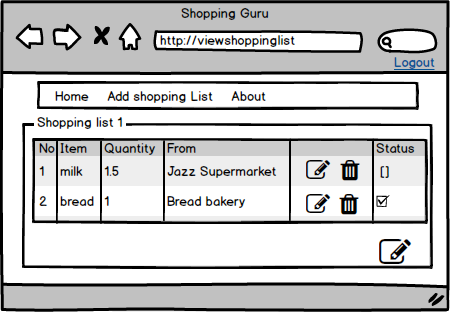 Shopping Guru
http://viewshoppinglist
Logout
Home Add shopping List About
Shopping list 1
No Item Quantity From Status
1 milk 1.5 Jazz Supermarket []
2 bread 1 Bread bakery